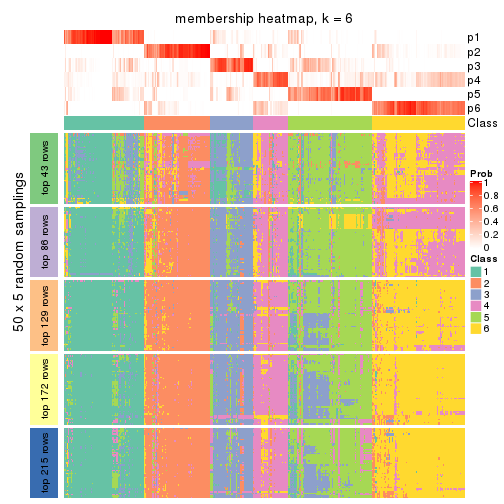 membership heatmap, k = 6
p1
p2
p3
p4
p5
p6
Class
50 x 5 random samplings
top 43 rows
top 86 rows
top 129 rows
top 172 rows
top 215 rows
Prob
1
0.8
0.6
0.4
0.2
0
Class
1
2
3
4
5
6